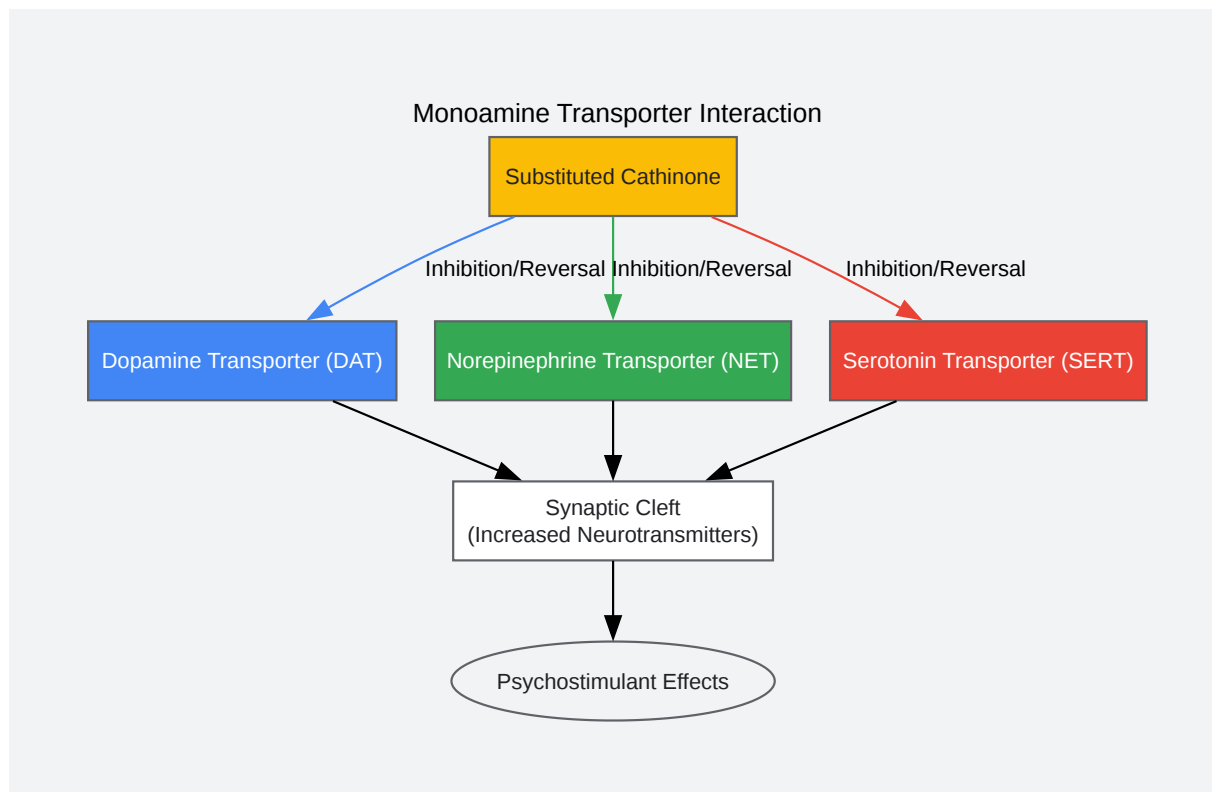 Monoamine Transporter Interaction
Substituted Cathinone
Inhibition/Reversal
Inhibition/Reversal
Inhibition/Reversal
Dopamine Transporter (DAT)
Norepinephrine Transporter (NET)
Serotonin Transporter (SERT)
Synaptic Cleft
(Increased Neurotransmitters)
Psychostimulant Effects